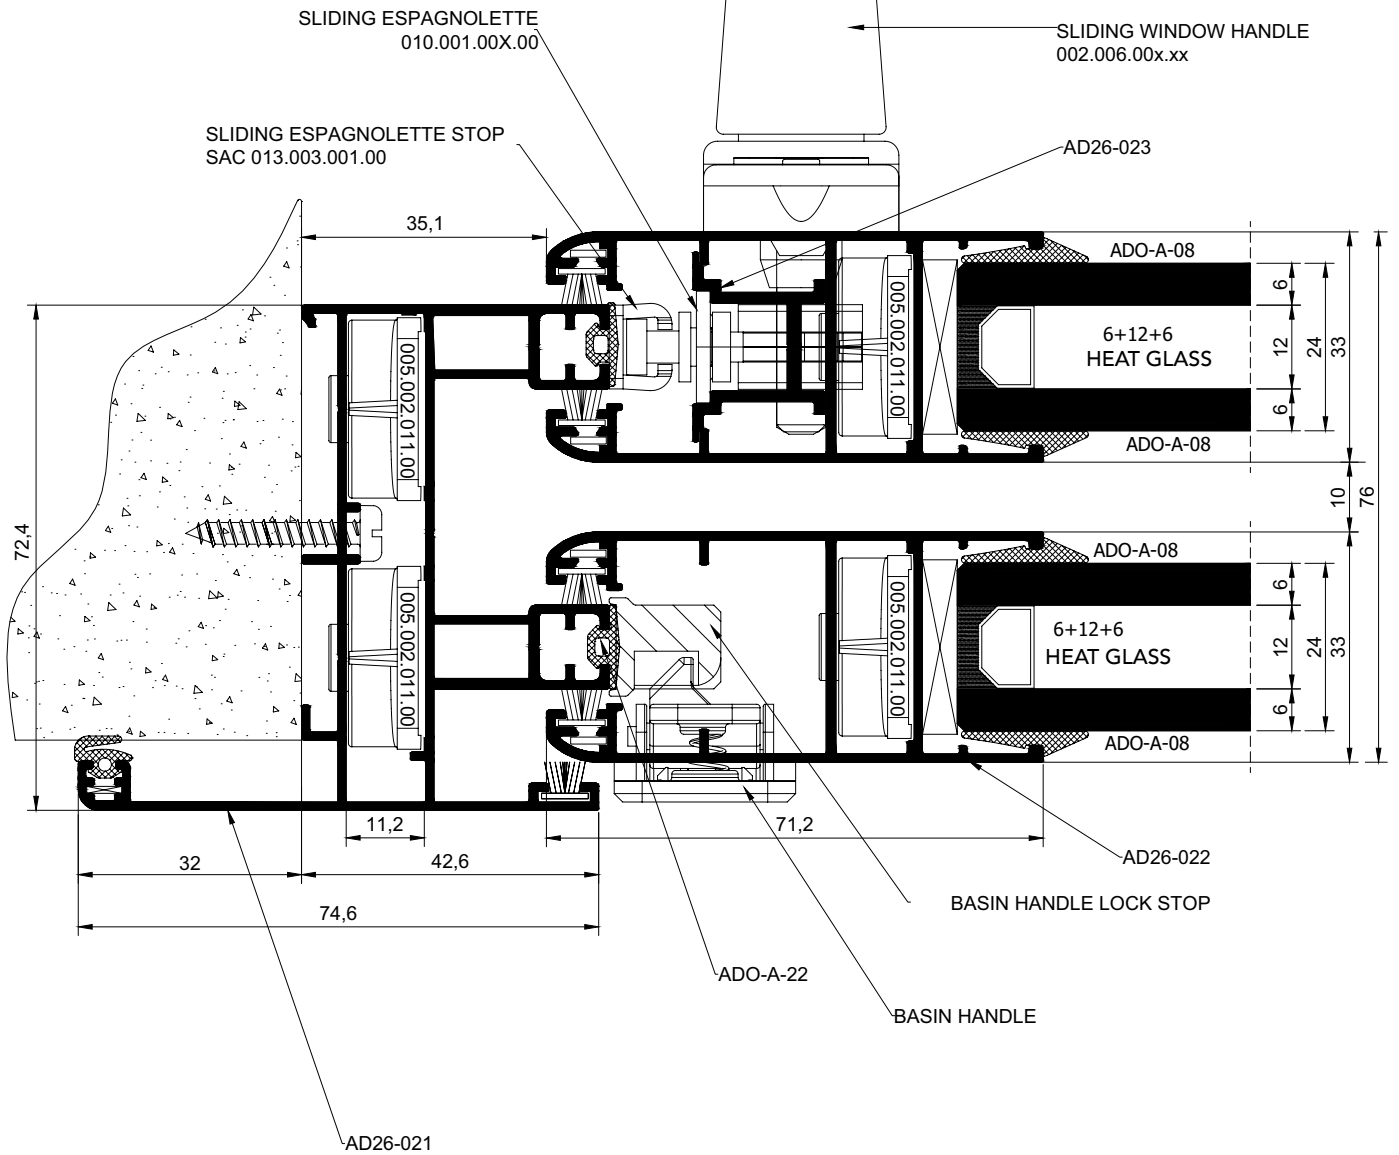 SLIDING ESPAGNOLETTE
010.001.00X.00
SLIDING WINDOW HANDLE
002.006.00x.xx
SLIDING ESPAGNOLETTE STOP
SAC 013.003.001.00
AD26-023
35,1
ADO-A-08
005.002.011.00
005.002.011.00
6
12
6
24
33
6+12+6
HEAT GLASS
ADO-A-08
10
76
72,4
ADO-A-08
005.002.011.00
005.002.011.00
6
12
6
24
33
6+12+6
HEAT GLASS
ADO-A-08
11,2
71,2
32
42,6
AD26-022
74,6
BASIN HANDLE LOCK STOP
ADO-A-22
BASIN HANDLE
AD26-021